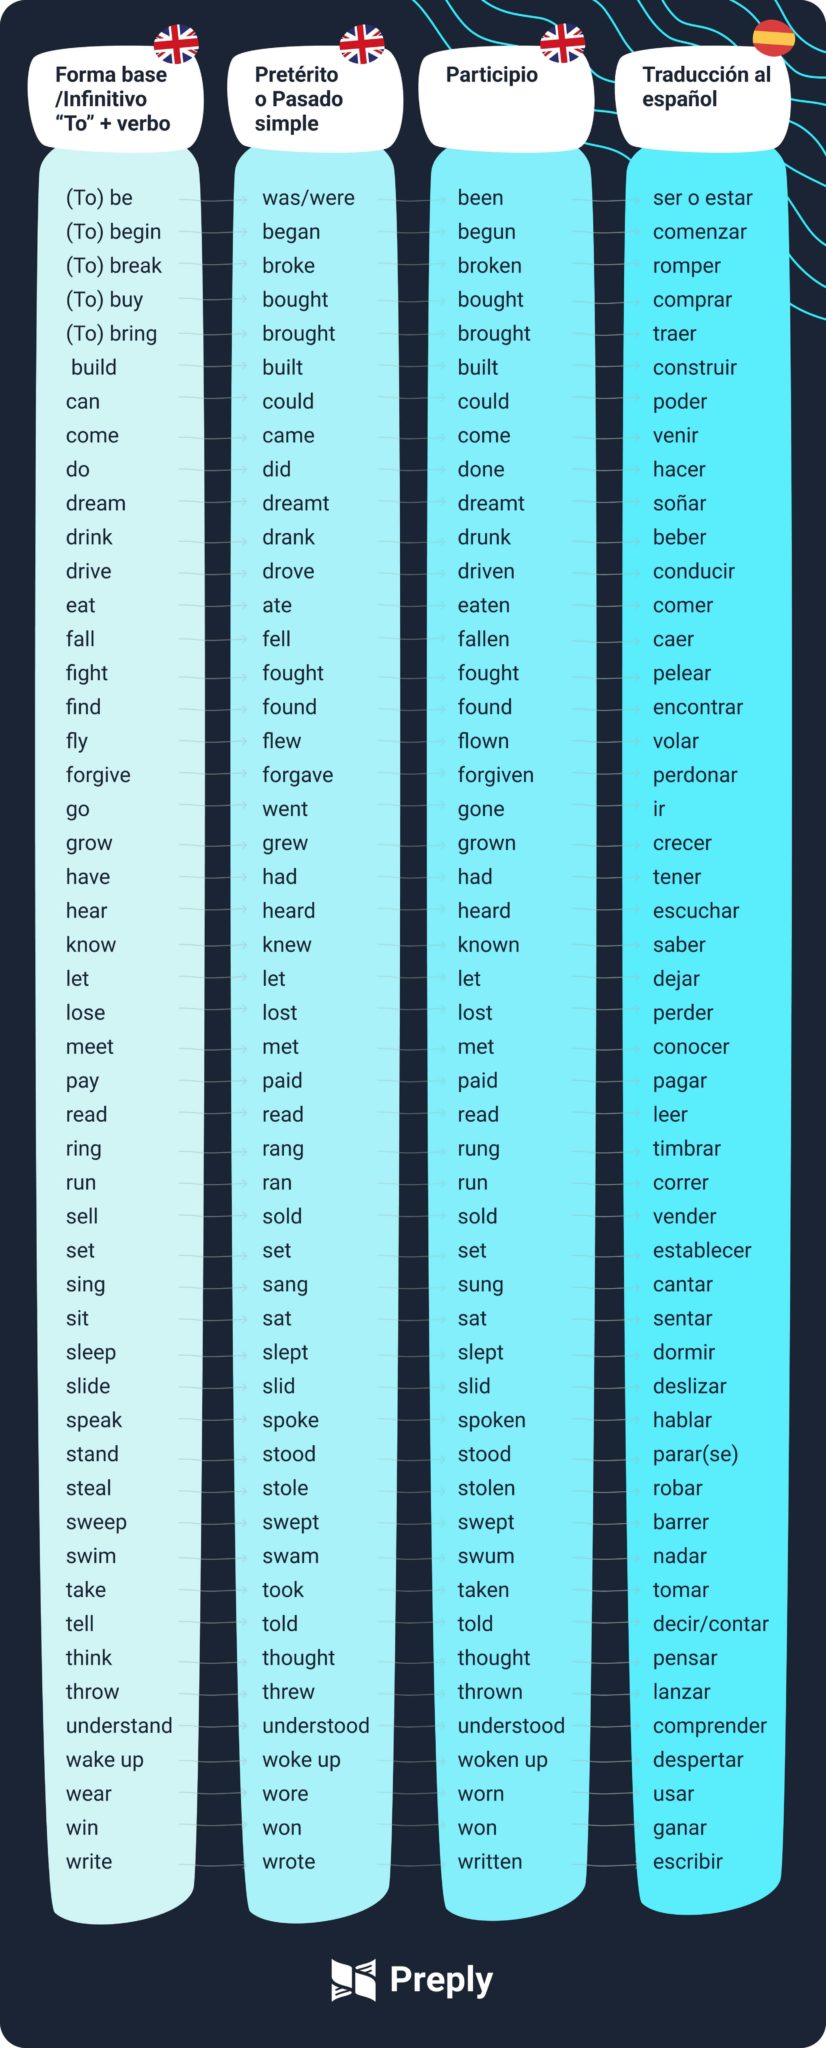 Forma base
/Infinitivo
“To” + verbo
Pretérito
o Pasado
simple
Participio
Traducción al
español
(To) be was/were been ser o estar
(To) begin began begun comenzar
(To) break broke broken romper
(To) buy bought bought comprar
(To) bring brought brought traer
build built built construir
can could could poder
come came come venir
do did done hacer
dream dreamt dreamt soñar
drink drank drunk beber
drive drove driven conducir
eat ate eaten comer
fall fell fallen caer
fight fought fought pelear
find found found encontrar
fly flew flown volar
forgive forgave forgiven perdonar
go went gone ir
grow grew grown crecer
have had had tener
hear heard heard escuchar
know knew known saber
let let let dejar
lose lost lost perder
meet met met conocer
pay paid paid pagar
read read read leer
ring rang rung timbrar
run ran run correr
sell sold sold vender
set set set establecer
sing sang sung cantar
sit sat sat sentar
sleep slept slept dormir
slide slid slid deslizar
speak spoke spoken hablar
stand stood stood parar(se)
steal stole stolen robar
sweep swept swept barrer
swim swam swum nadar
take took taken tomar
tell told told decir/contar
think thought thought pensar
throw threw thrown lanzar
understand understood understood comprender
wake up woke up woken up despertar
wear wore worn usar
win won won ganar
write wrote written escribir
Preply